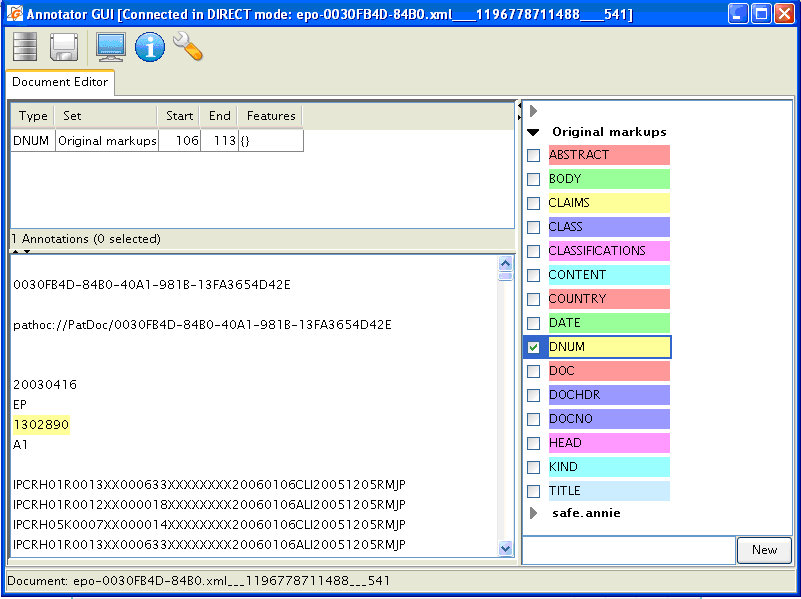 Annotator GUI [Connected in DIRECT mode: epo-0030FB4D-84B0.xml___1196778711488___541]
Document Editor
Type Set Start End Features
DNUM Original markups 106 113 {}
1 Annotations (0 selected)
0030FB4D-84B0-40A1-981B-13FA3654D42E
pathoc://PatDoc/0030FB4D-84B0-40A1-981B-13FA3654D42E
20030416
EP
1302890
A1
IPCRH01R0013XX000633XXXXXXXX20060106CLI20051205RMJP
IPCRH01R0012XX000018XXXXXXXX20060106ALI20051205RMJP
IPCRH05K0007XX000014XXXXXXXX20060106CLI20051205RMJP
IPCRH01R0013XX000633XXXXXXXX20060106ALI20051205RMJP
Original markups
ABSTRACT
BODY
CLAIMS
CLASS
CLASSIFICATIONS
CONTENT
COUNTRY
DATE
DNUM
DOC
DOCHDR
DOCNO
HEAD
KIND
TITLE
safe.annie
New
Document: epo-0030FB4D-84B0.xml___1196778711488___541